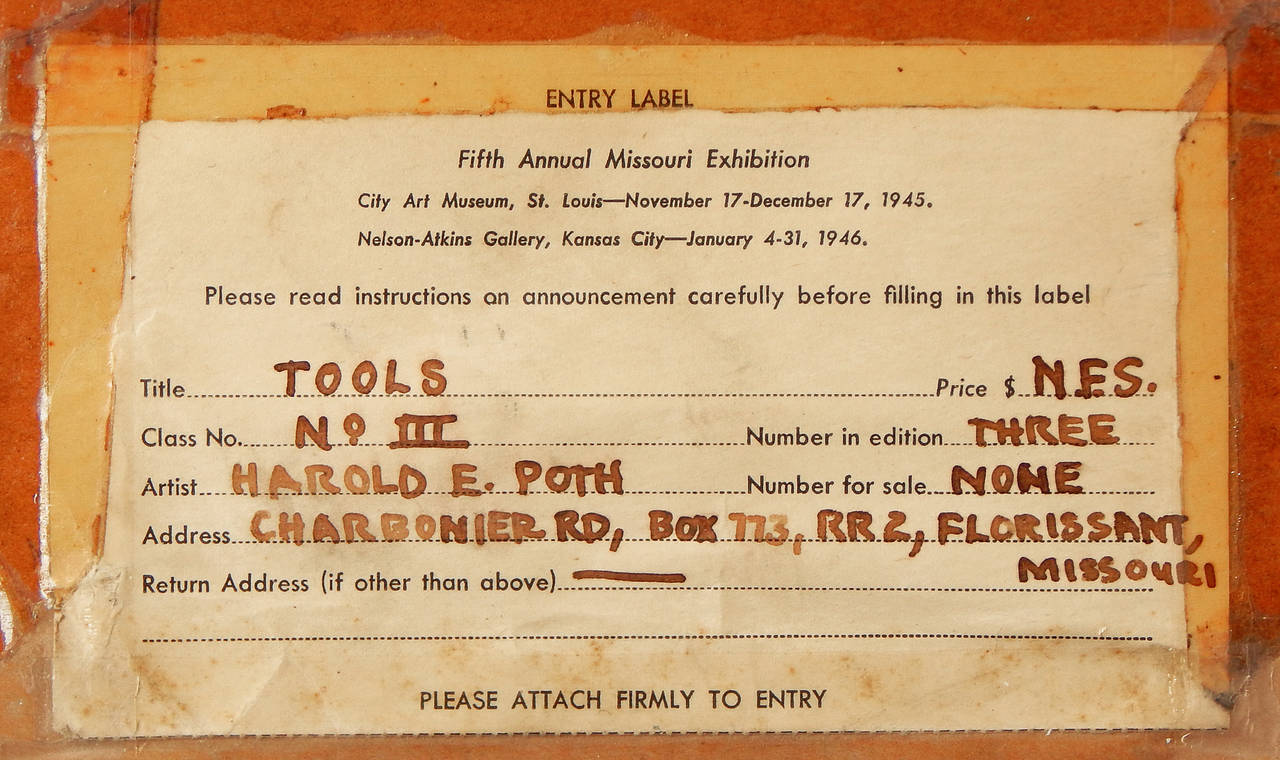 ENTRY LABEL
Fifth Annual Missouri Exhibition
City Art Museum, St. Louis—November 17-December 17, 1945.
Nelson-Atkins Gallery, Kansas City—January 4-31, 1946.
Please read instructions on announcement carefully before filling in this label
Title TOOLS Price $ N.F.S.
Class No. Nº III Number in edition THREE
Artist HAROLD E. POTH Number for sale NONE
Address CHARBONIER RD, BOX 773, RR 2, FLORISSANT,
MISSOURI
Return Address (if other than above) —
PLEASE ATTACH FIRMLY TO ENTRY